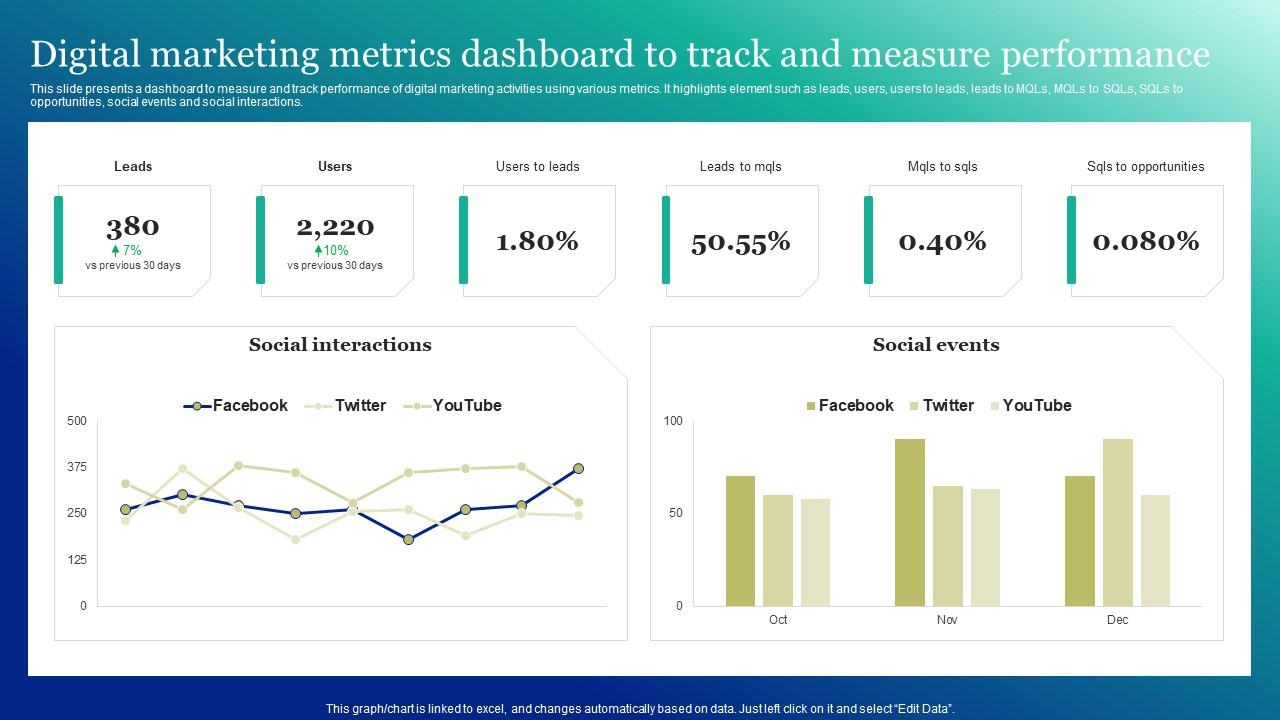 Digital marketing metrics dashboard to track and measure performance
This slide presents a dashboard to measure and track performance of digital marketing activities using various metrics. It highlights element such as leads, users, users to leads, leads to MQLs, MQLs to SQLs, SQLs to
opportunities, social events and social interactions.
Leads
380
7%
vs previous 30 days
Users
2,220
10%
vs previous 30 days
Users to leads
1.80%
Leads to mqls
50.55%
Mqls to sqls
0.40%
Sqls to opportunities
0.080%
Social interactions
Facebook Twitter YouTube
500
375
250
125
0
Social events
Facebook Twitter YouTube
100
50
0
Oct Nov Dec
This graph/chart is linked to excel, and changes automatically based on data. Just left click on it and select “Edit Data”.